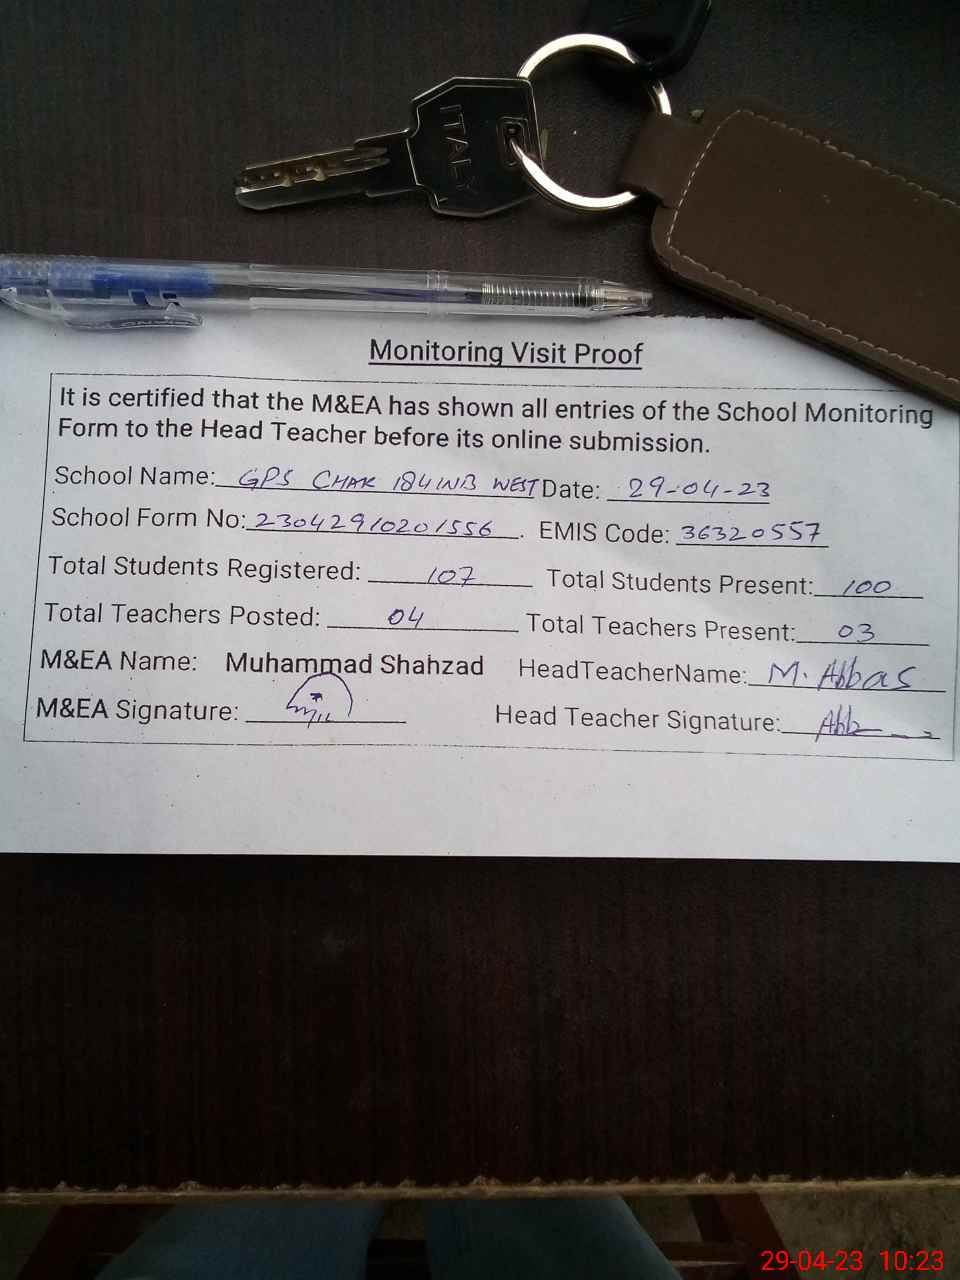 ITALY
Monitoring Visit Proof
It is certified that the M&EA has shown all entries of the School Monitoring
Form to the Head Teacher before its online submission.
School Name: GPS CHAK 184 WB WEST Date: 29-04-23
School Form No: 23042910201556. EMIS Code: 36320557
Total Students Registered: 107 Total Students Present: 100
Total Teachers Posted: 04 Total Teachers Present: 03
M&EA Name: Muhammad Shahzad HeadTeacherName: M. Abbas
M&EA Signature: Head Teacher Signature:
29-04-23 10:23